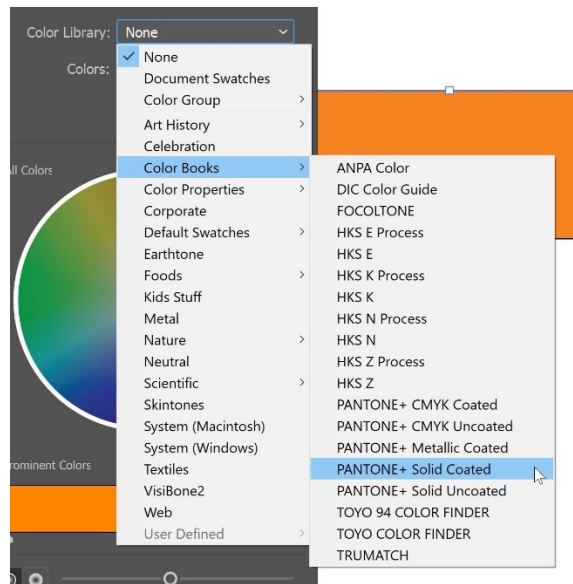 Color Library: None
Colors:
None
Document Swatches
Color Group
Art History
Celebration
Color Books
Color Properties
Corporate
Default Swatches
Earthtone
Foods
Kids Stuff
Metal
Nature
Neutral
Scientific
Skintones
System (Macintosh)
System (Windows)
Textiles
VisiBone2
Web
User Defined
ANPA Color
DIC Color Guide
FOCOLTONE
HKS E Process
HKS E
HKS K Process
HKS K
HKS N Process
HKS N
HKS Z Process
HKS Z
PANTONE+ CMYK Coated
PANTONE+ CMYK Uncoated
PANTONE+ Metallic Coated
PANTONE+ Solid Coated
PANTONE+ Solid Uncoated
TOYO 94 COLOR FINDER
TOYO COLOR FINDER
TRUMATCH
ll Colors
rominent Colors